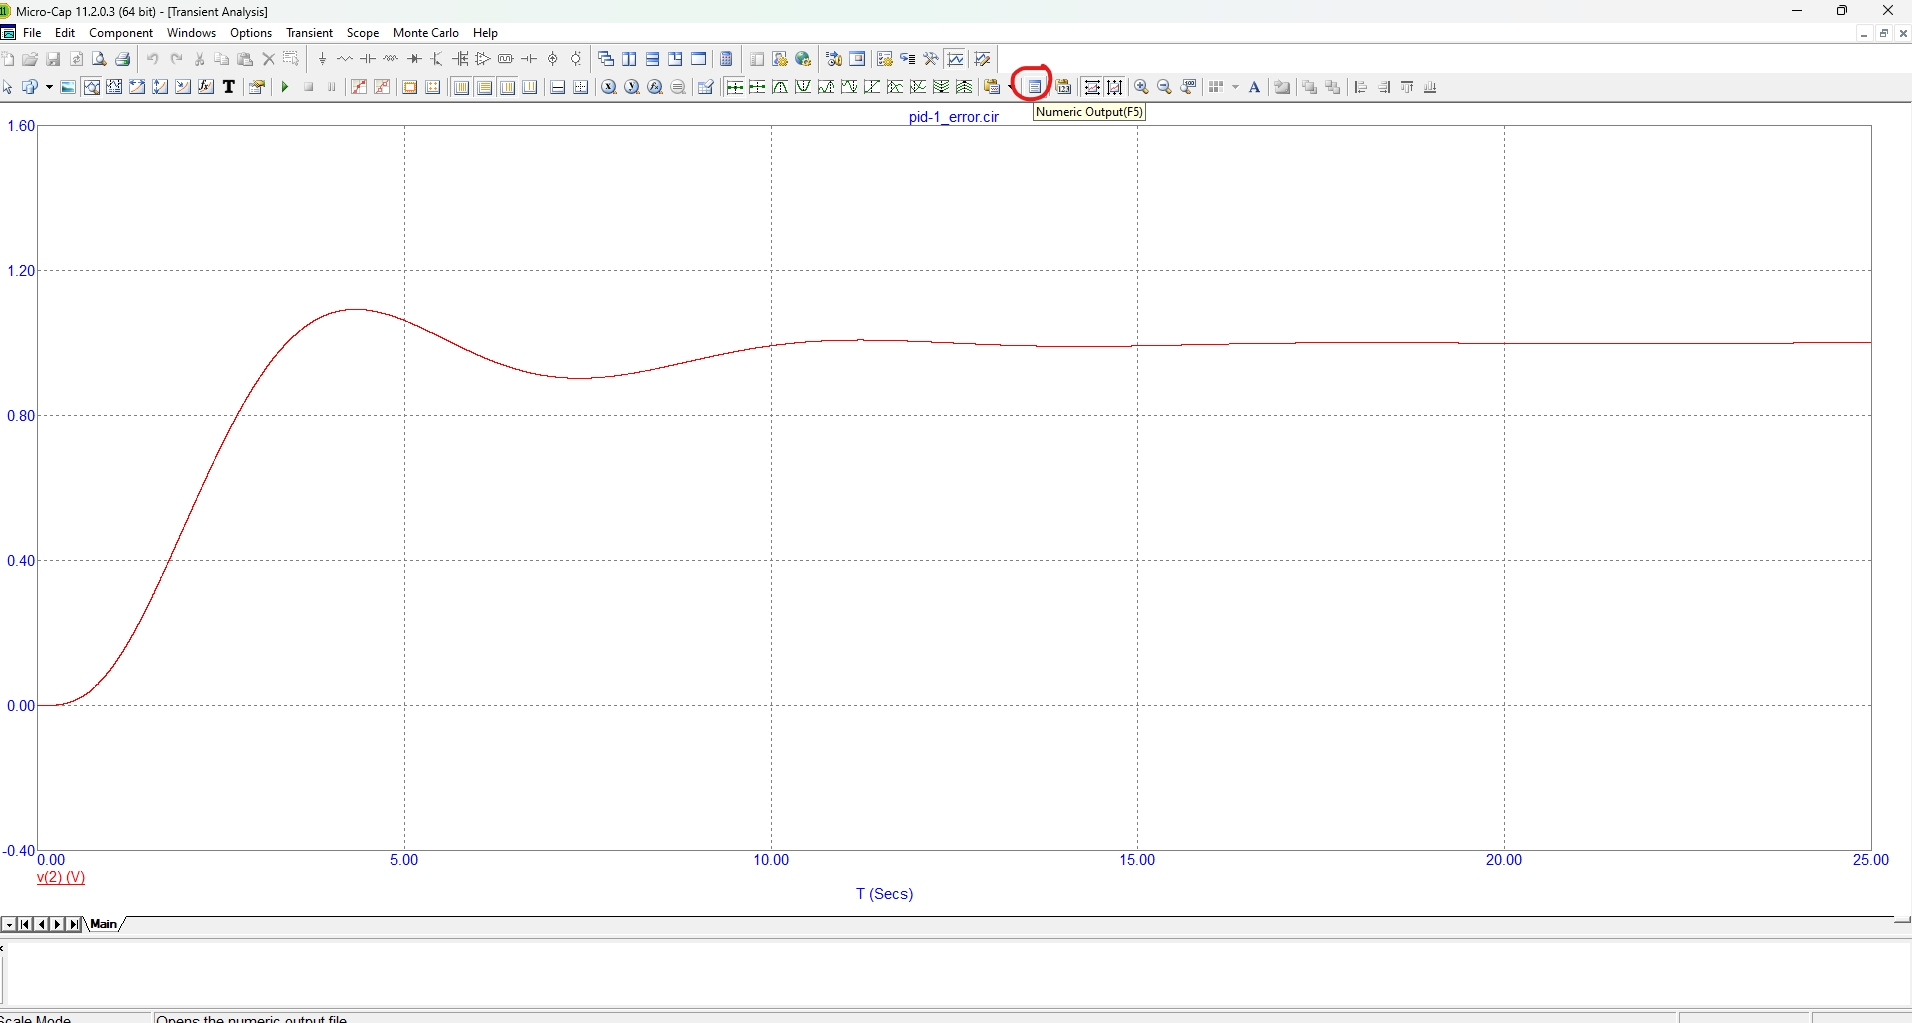 Micro-Cap 11.2.0.3 (64 bit) - [Transient Analysis]
File Edit Component Windows Options Transient Scope Monte Carlo Help
Numeric Output(F5)
pid-1_error.cir
1.60
1.20
0.80
0.40
0.00
-0.40
0.00 5.00 10.00 15.00 20.00 25.00
v(2) (V)
T (Secs)
Main
Scale Mode
Opens the numeric output file